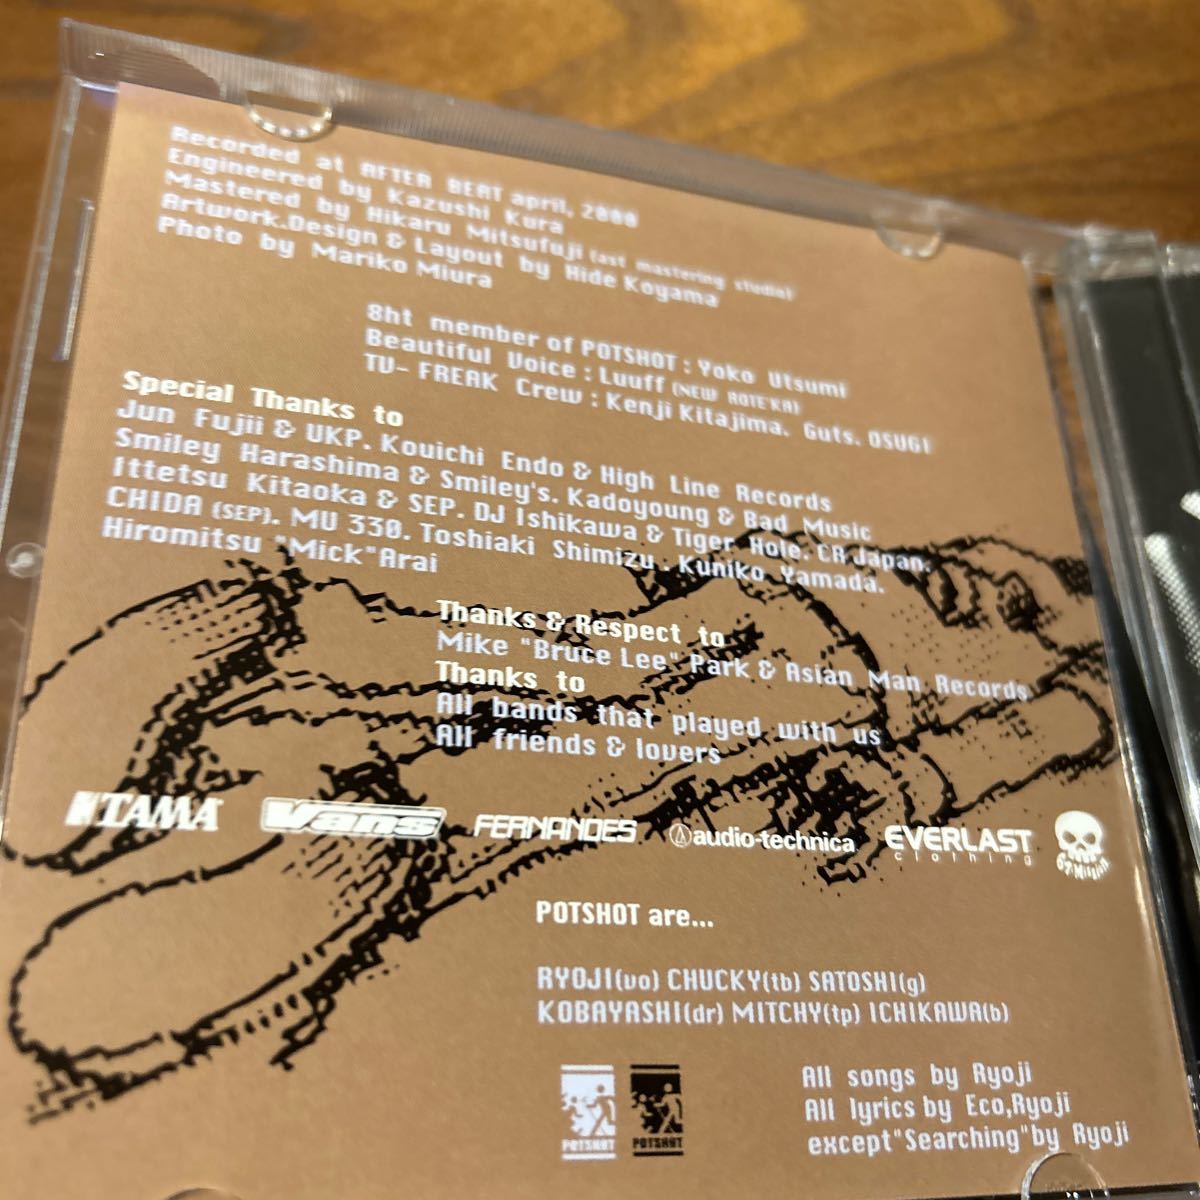 Recorded at AFTER BEAT april, 2000
Engineered by Kazushi Kura
Mastered by Hikaru Mitsufuji (ast mastering studio)
Artwork.Design & Layout by Hide Koyama
Photo by Mariko Miura
8ht member of POTSHOT : Yoko Utsumi
Beautiful Voice : Luuff (NEW ROTE'KA)
TV- FREAK Crew : Kenji Kitajima. Guts. OSUGI
Special Thanks to
Jun Fujii & UKP. Kouichi Endo & High Line Records
Smiley Harashima & Smiley's. Kadoyoung & Bad Music
Ittetsu Kitaoka & SEP. DJ Ishikawa & Tiger Hole. CR Japan.
CHIDA (SEP). MU 330. Toshiaki Shimizu. Kuniko Yamada.
Hiromitsu "Mick"Arai
Thanks & Respect to
Mike "Bruce Lee" Park & Asian Man Records
Thanks to
All bands that played with us
All friends & lovers
TAMA Vans FERNANDES audio-technica EVERLAST
clothing
POTSHOT are...
RYOJI(vo) CHUCKY(tb) SATOSHI(g)
KOBAYASHI(dr) MITCHY(tp) ICHIKAWA(b)
POTSHOT POTSHOT
All songs by Ryoji
All lyrics by Eco,Ryoji
except"Searching"by Ryoji